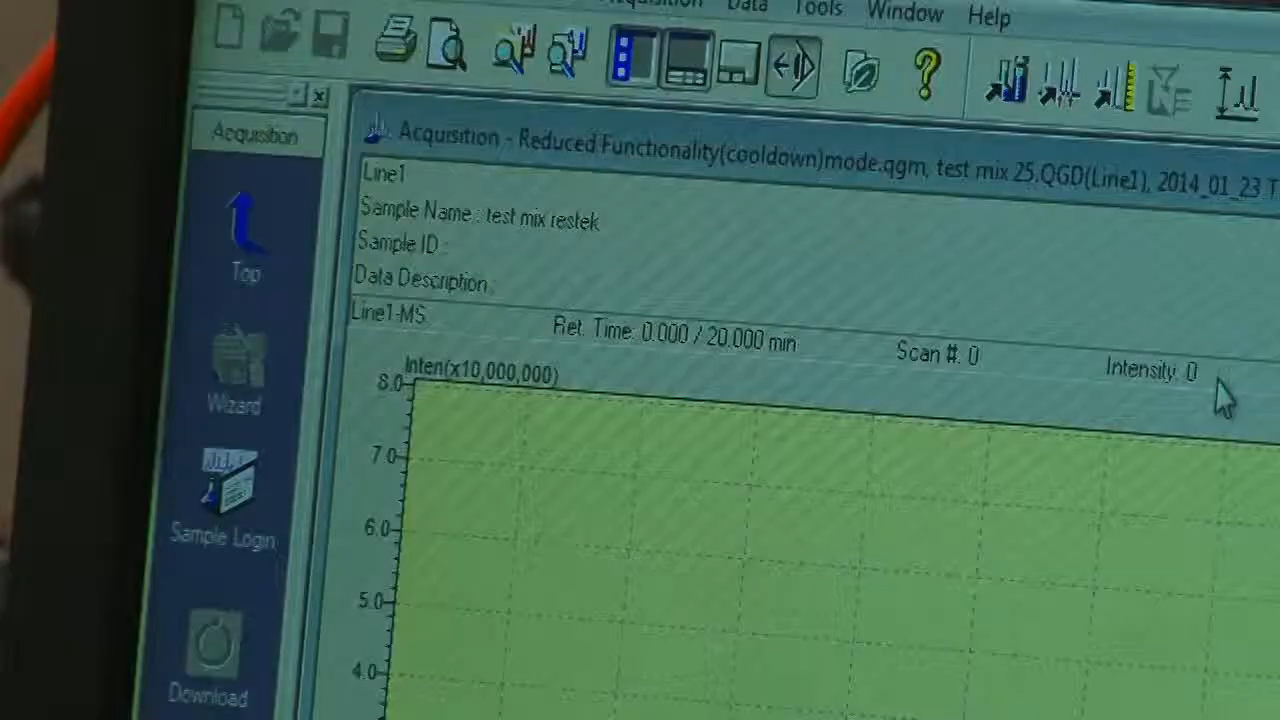 Acquisition Data Tools Window Help
Acquisition
Acquisition - Reduced Functionality(cooldown)mode.qgm, test mix 25.QGD(Line1), 2014_01_23 T
Line1
Sample Name : test mix restek
Sample ID :
Data Description :
Line1-MS Ret. Time: 0.000 / 20.000 min Scan #: 0 Intensity: 0
Inten(x10,000,000)
8.0
7.0
6.0
5.0
4.0
Top
Wizard
Sample Login
Download